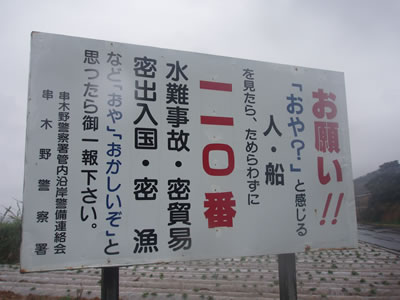 お願い!!
「おや?」と感じる
人・船
を見たら、ためらわずに
一一〇番
水難事故・密貿易
密出入国・密漁
など「おや」「おかしいぞ」と
思ったら御一報下さい。
串木野警察署管内沿岸警備連絡会
串木野警察署